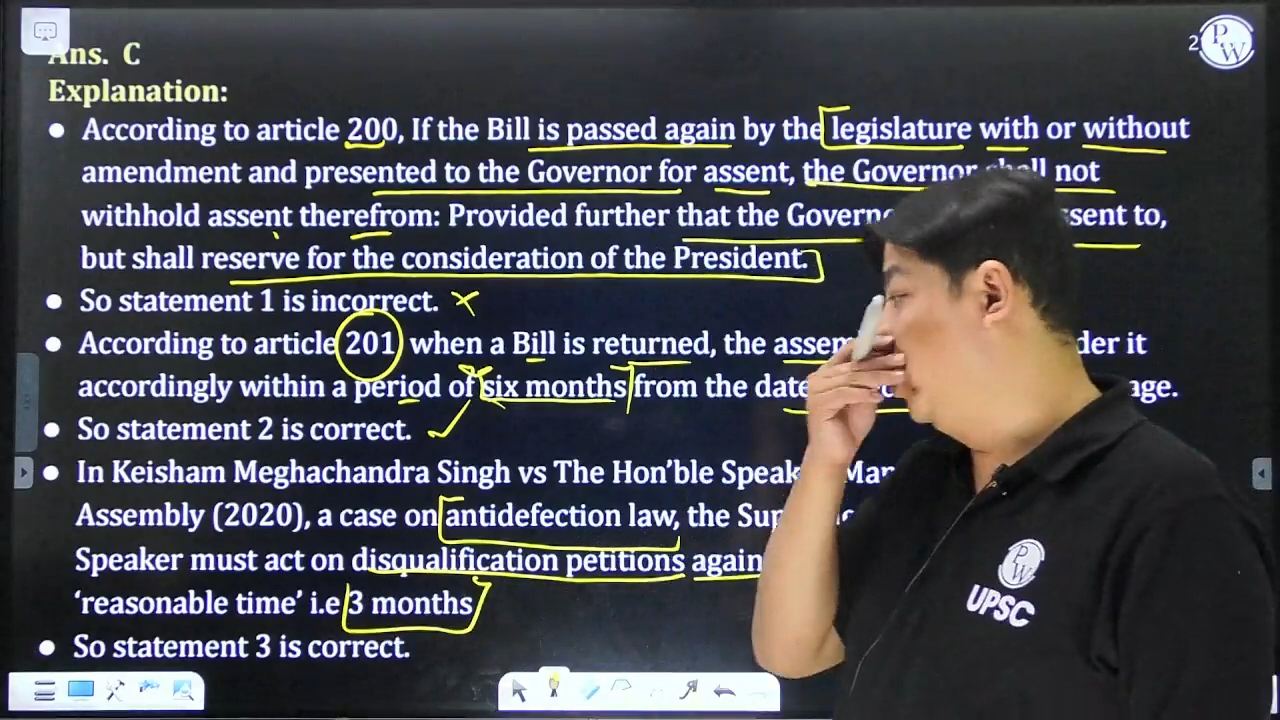 Ans. C
2
PW
Explanation:
• According to article 200, If the Bill is passed again by the legislature with or without
amendment and presented to the Governor for assent, the Governor shall not
withhold assent therefrom: Provided further that the to,
but shall reserve for the consideration of the President.
• So statement 1 is incorrect.
• According to article 201 when a Bill is returned, the it
accordingly within a period of six months from the
• So statement 2 is correct.
• In Keisham Meghachandra Singh vs The Hon’ble
Assembly (2020), a case on antidefection law, the
Speaker must act on disqualification petitions
‘reasonable time’ i.e 3 months
• So statement 3 is correct.
PW
UPSC